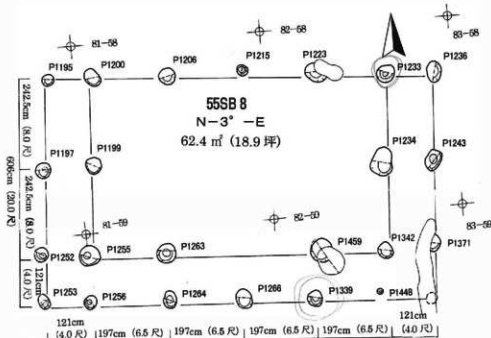 81-58
82-58
83-58
P1195
P1200
P1206
P1215
P1223
P1233
P1236
55SB8
N-3°-E
62.4㎡ (18.9坪)
242.5cm
(8.0尺)
606cm
(20.0尺)
P1197
P1199
P1234
P1243
242.5cm
(8.0尺)
81-59
82-59
83-59
P1252
P1255
P1263
P1459
P1342
P1371
121cm
(4.0尺)
P1253
P1256
P1264
P1266
P1339
P1448
121cm
(4.0尺)
197cm (6.5尺)
197cm (6.5尺)
197cm (6.5尺)
197cm (6.5尺)
121cm
(4.0尺)